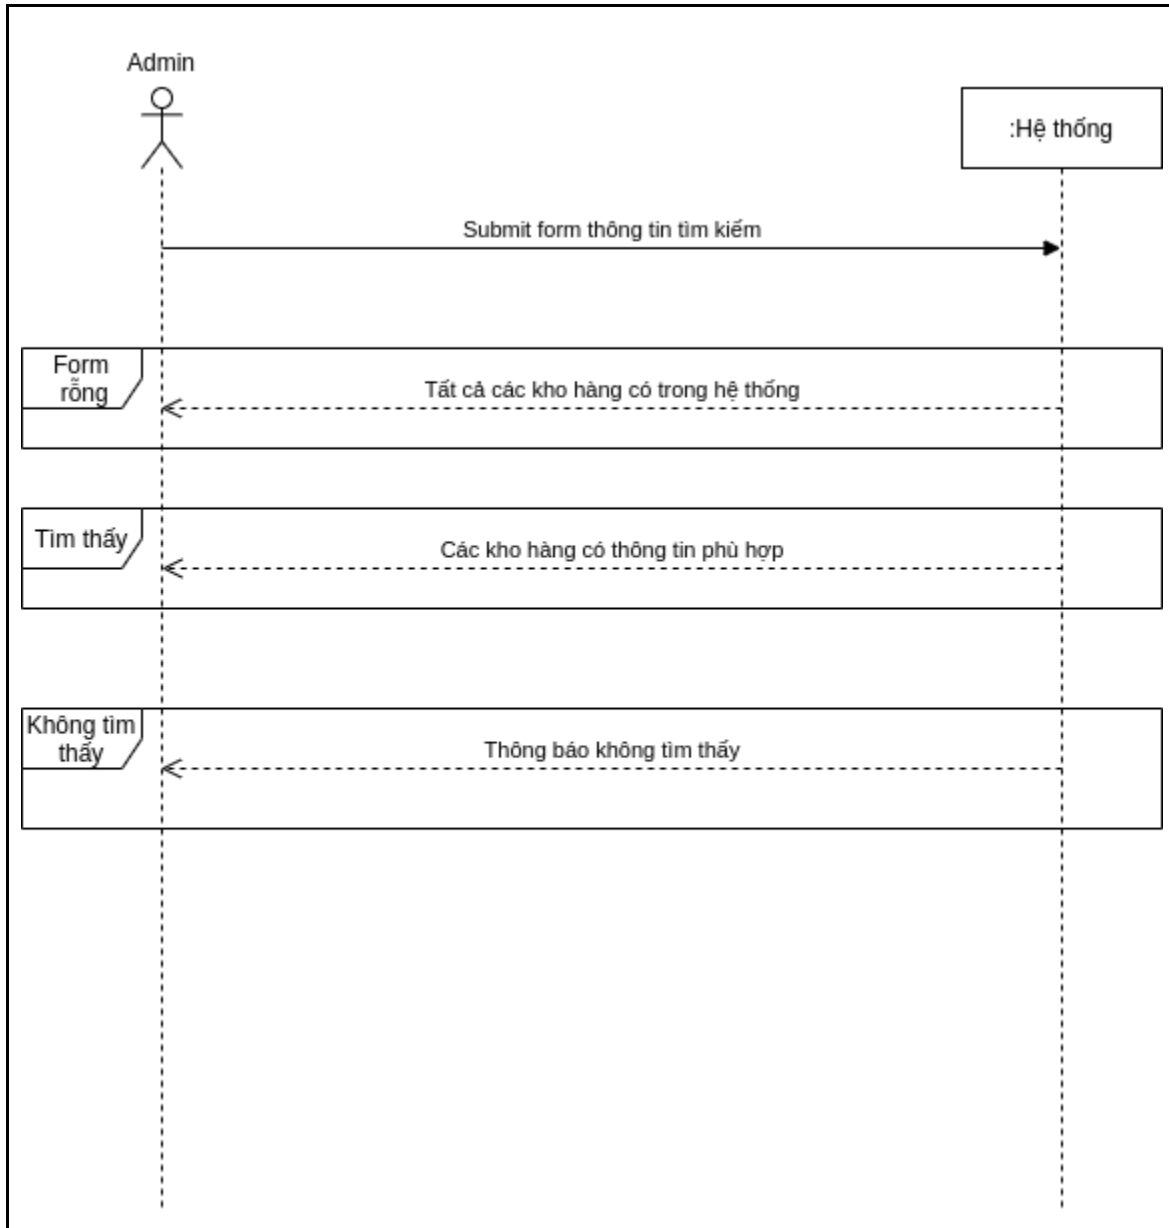 Admin
:Hệ thống
Submit form thông tin tìm kiếm
Form
rỗng
Tất cả các kho hàng có trong hệ thống
Tìm thấy
Các kho hàng có thông tin phù hợp
Không tìm
thấy
Thông báo không tìm thấy